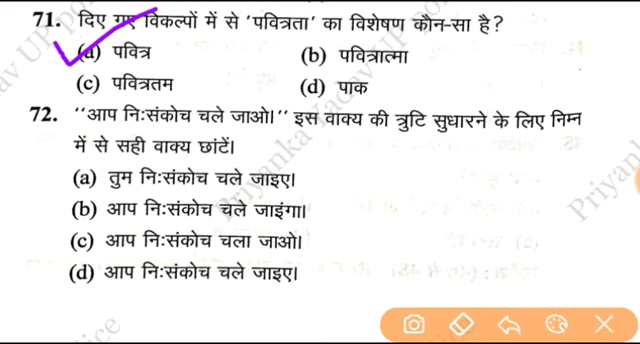 71. दिए गए विकल्पों में से 'पवित्रता' का विशेषण कौन-सा है?
(a) पवित्र (b) पवित्रात्मा
(c) पवित्रतम (d) पाक
72. ''आप निःसंकोच चले जाओ।'' इस वाक्य की त्रुटि सुधारने के लिए निम्न
में से सही वाक्य छांटें।
(a) तुम निःसंकोच चले जाइए।
(b) आप निःसंकोच चले जाइंगा।
(c) आप निःसंकोच चला जाओ।
(d) आप निःसंकोच चले जाइए।